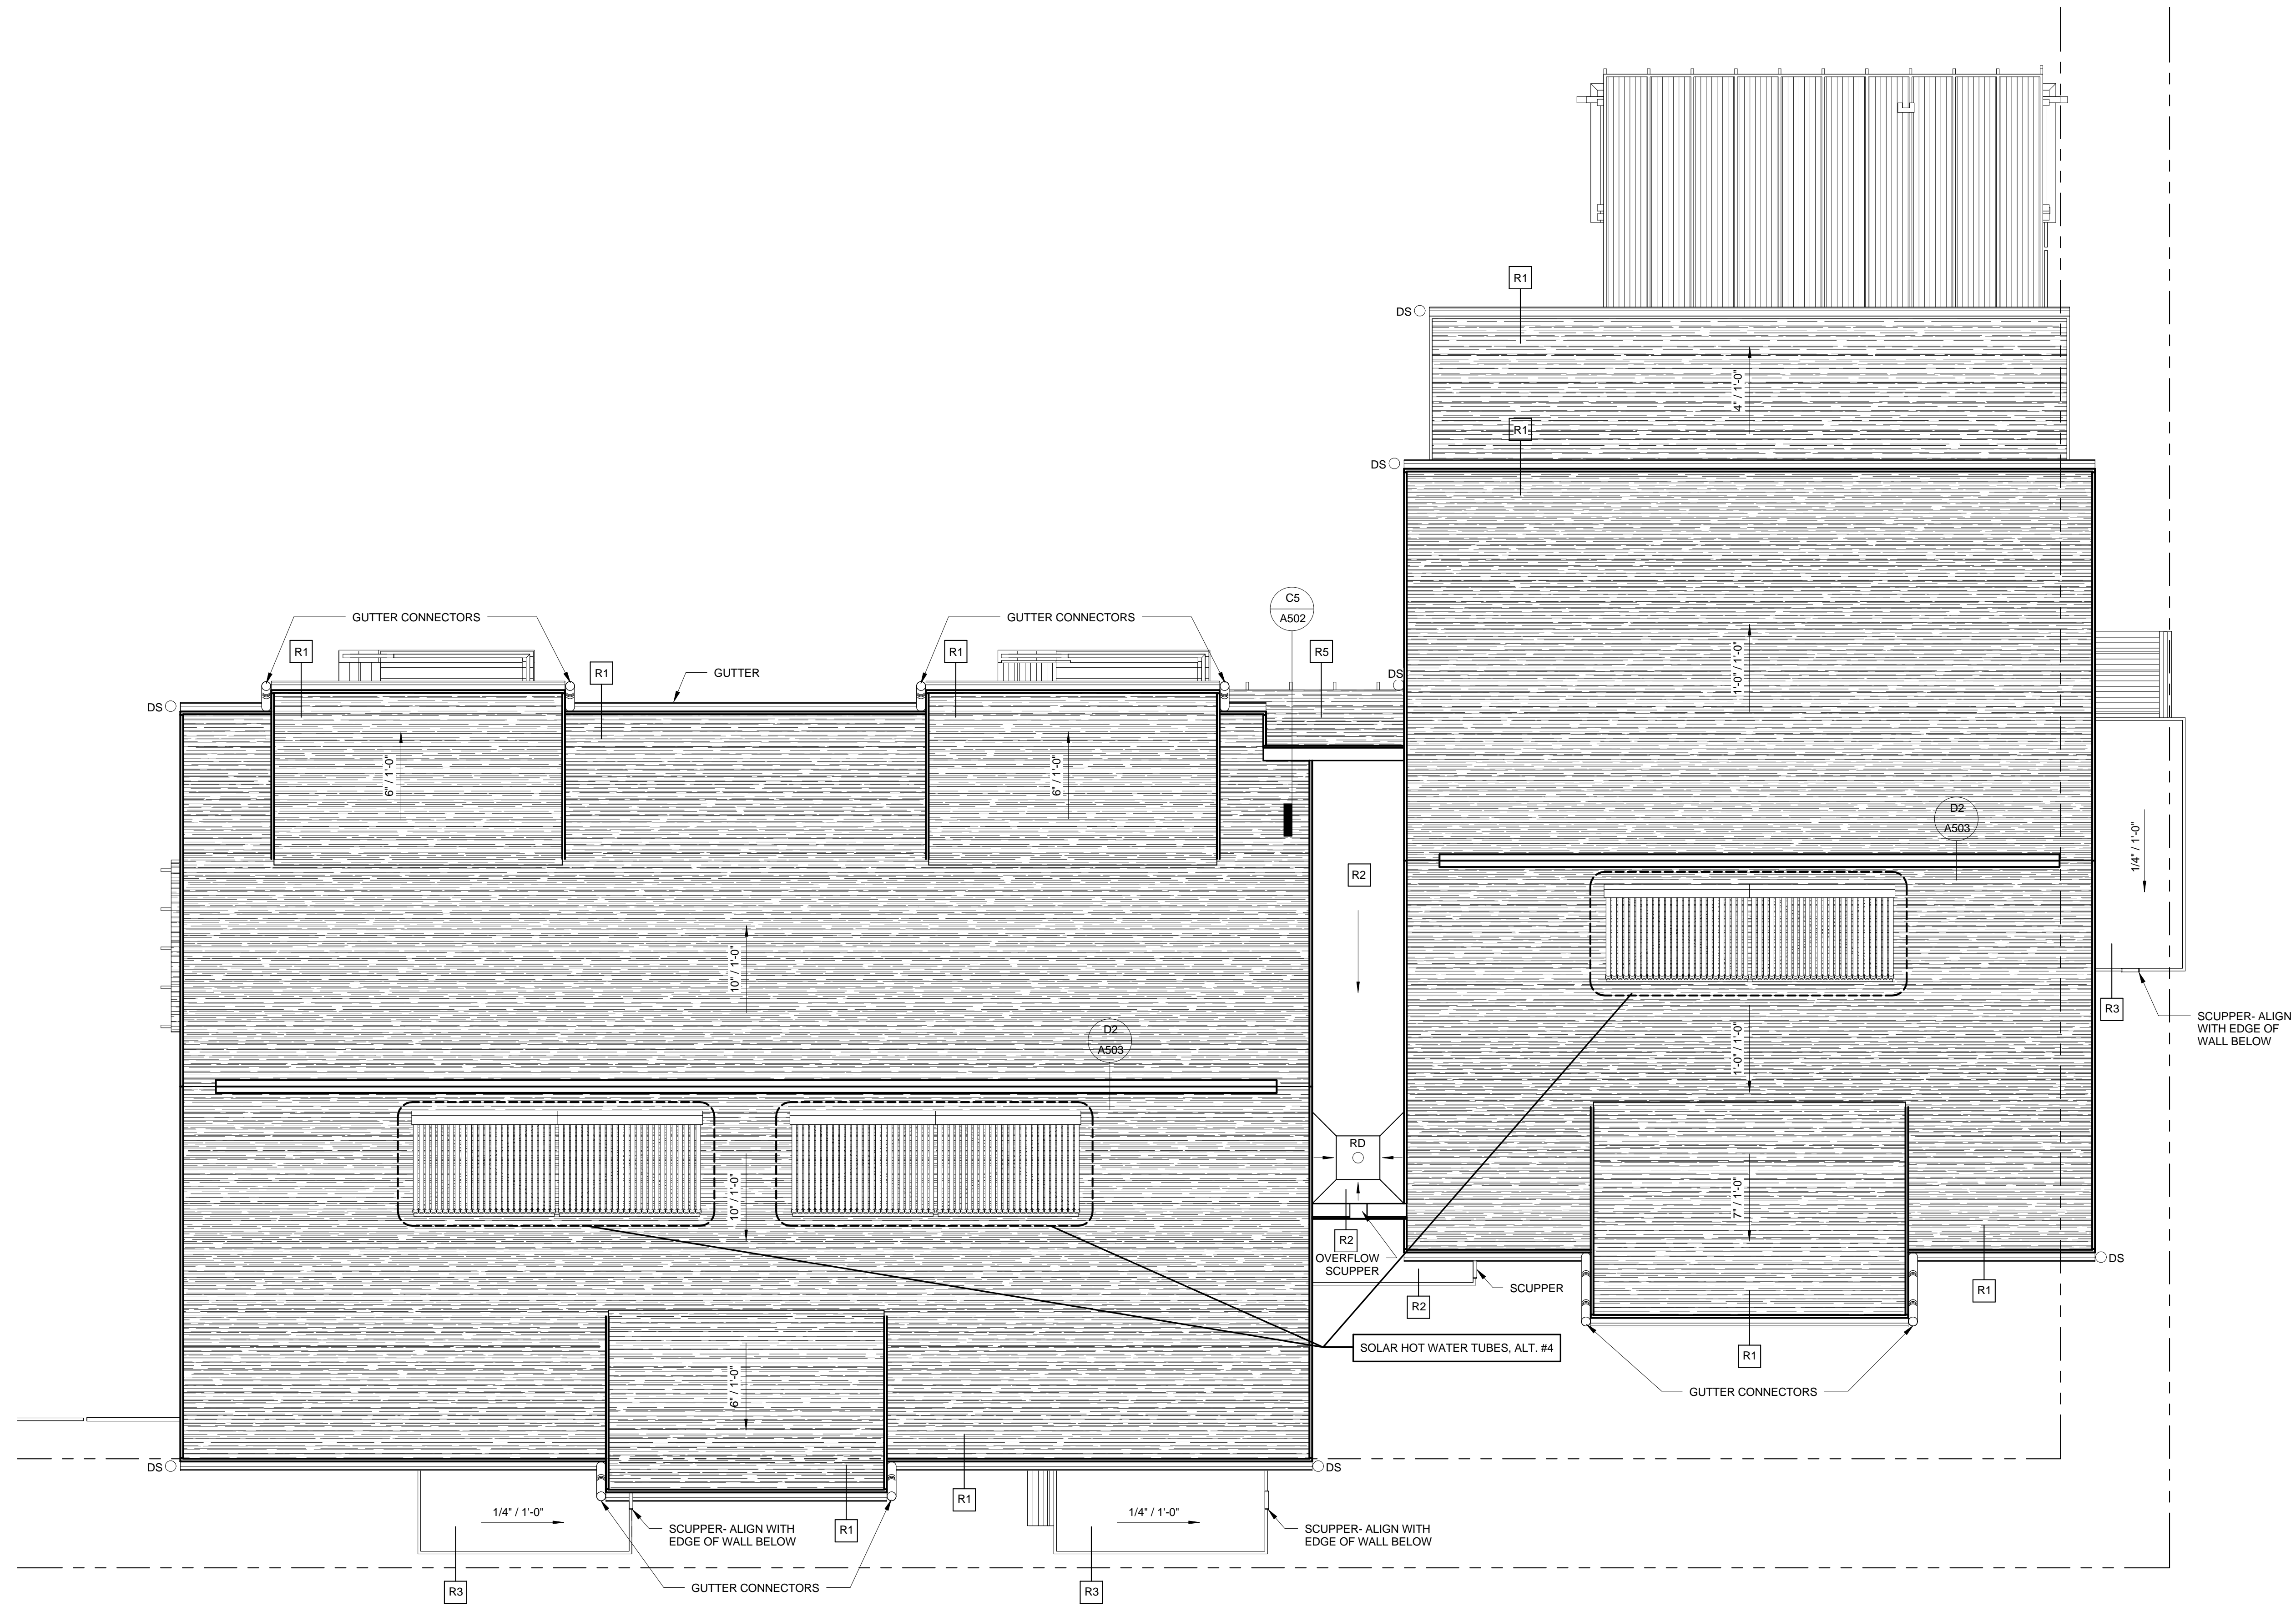 R1
DS
4" / 1'-0"
R1
DS
C5
A502
GUTTER CONNECTORS
GUTTER CONNECTORS
R1
R1
GUTTER
R1
R5
DS
1'-0" / 1'-0"
DS
6" / 1'-0"
6" / 1'-0"
D2
A503
1/4" / 1'-0"
R2
10" / 1'-0"
R3
SCUPPER- ALIGN
WITH EDGE OF
WALL BELOW
D2
A503
1'-0" / 1'-0"
RD
10" / 1'-0"
7" / 1'-0"
R2
OVERFLOW
SCUPPER
DS
SCUPPER
R2
R1
SOLAR HOT WATER TUBES, ALT. #4
R1
6" / 1'-0"
GUTTER CONNECTORS
DS
DS
R1
1/4" / 1'-0"
1/4" / 1'-0"
SCUPPER- ALIGN WITH
EDGE OF WALL BELOW
R1
SCUPPER- ALIGN WITH
EDGE OF WALL BELOW
R3
GUTTER CONNECTORS
R3